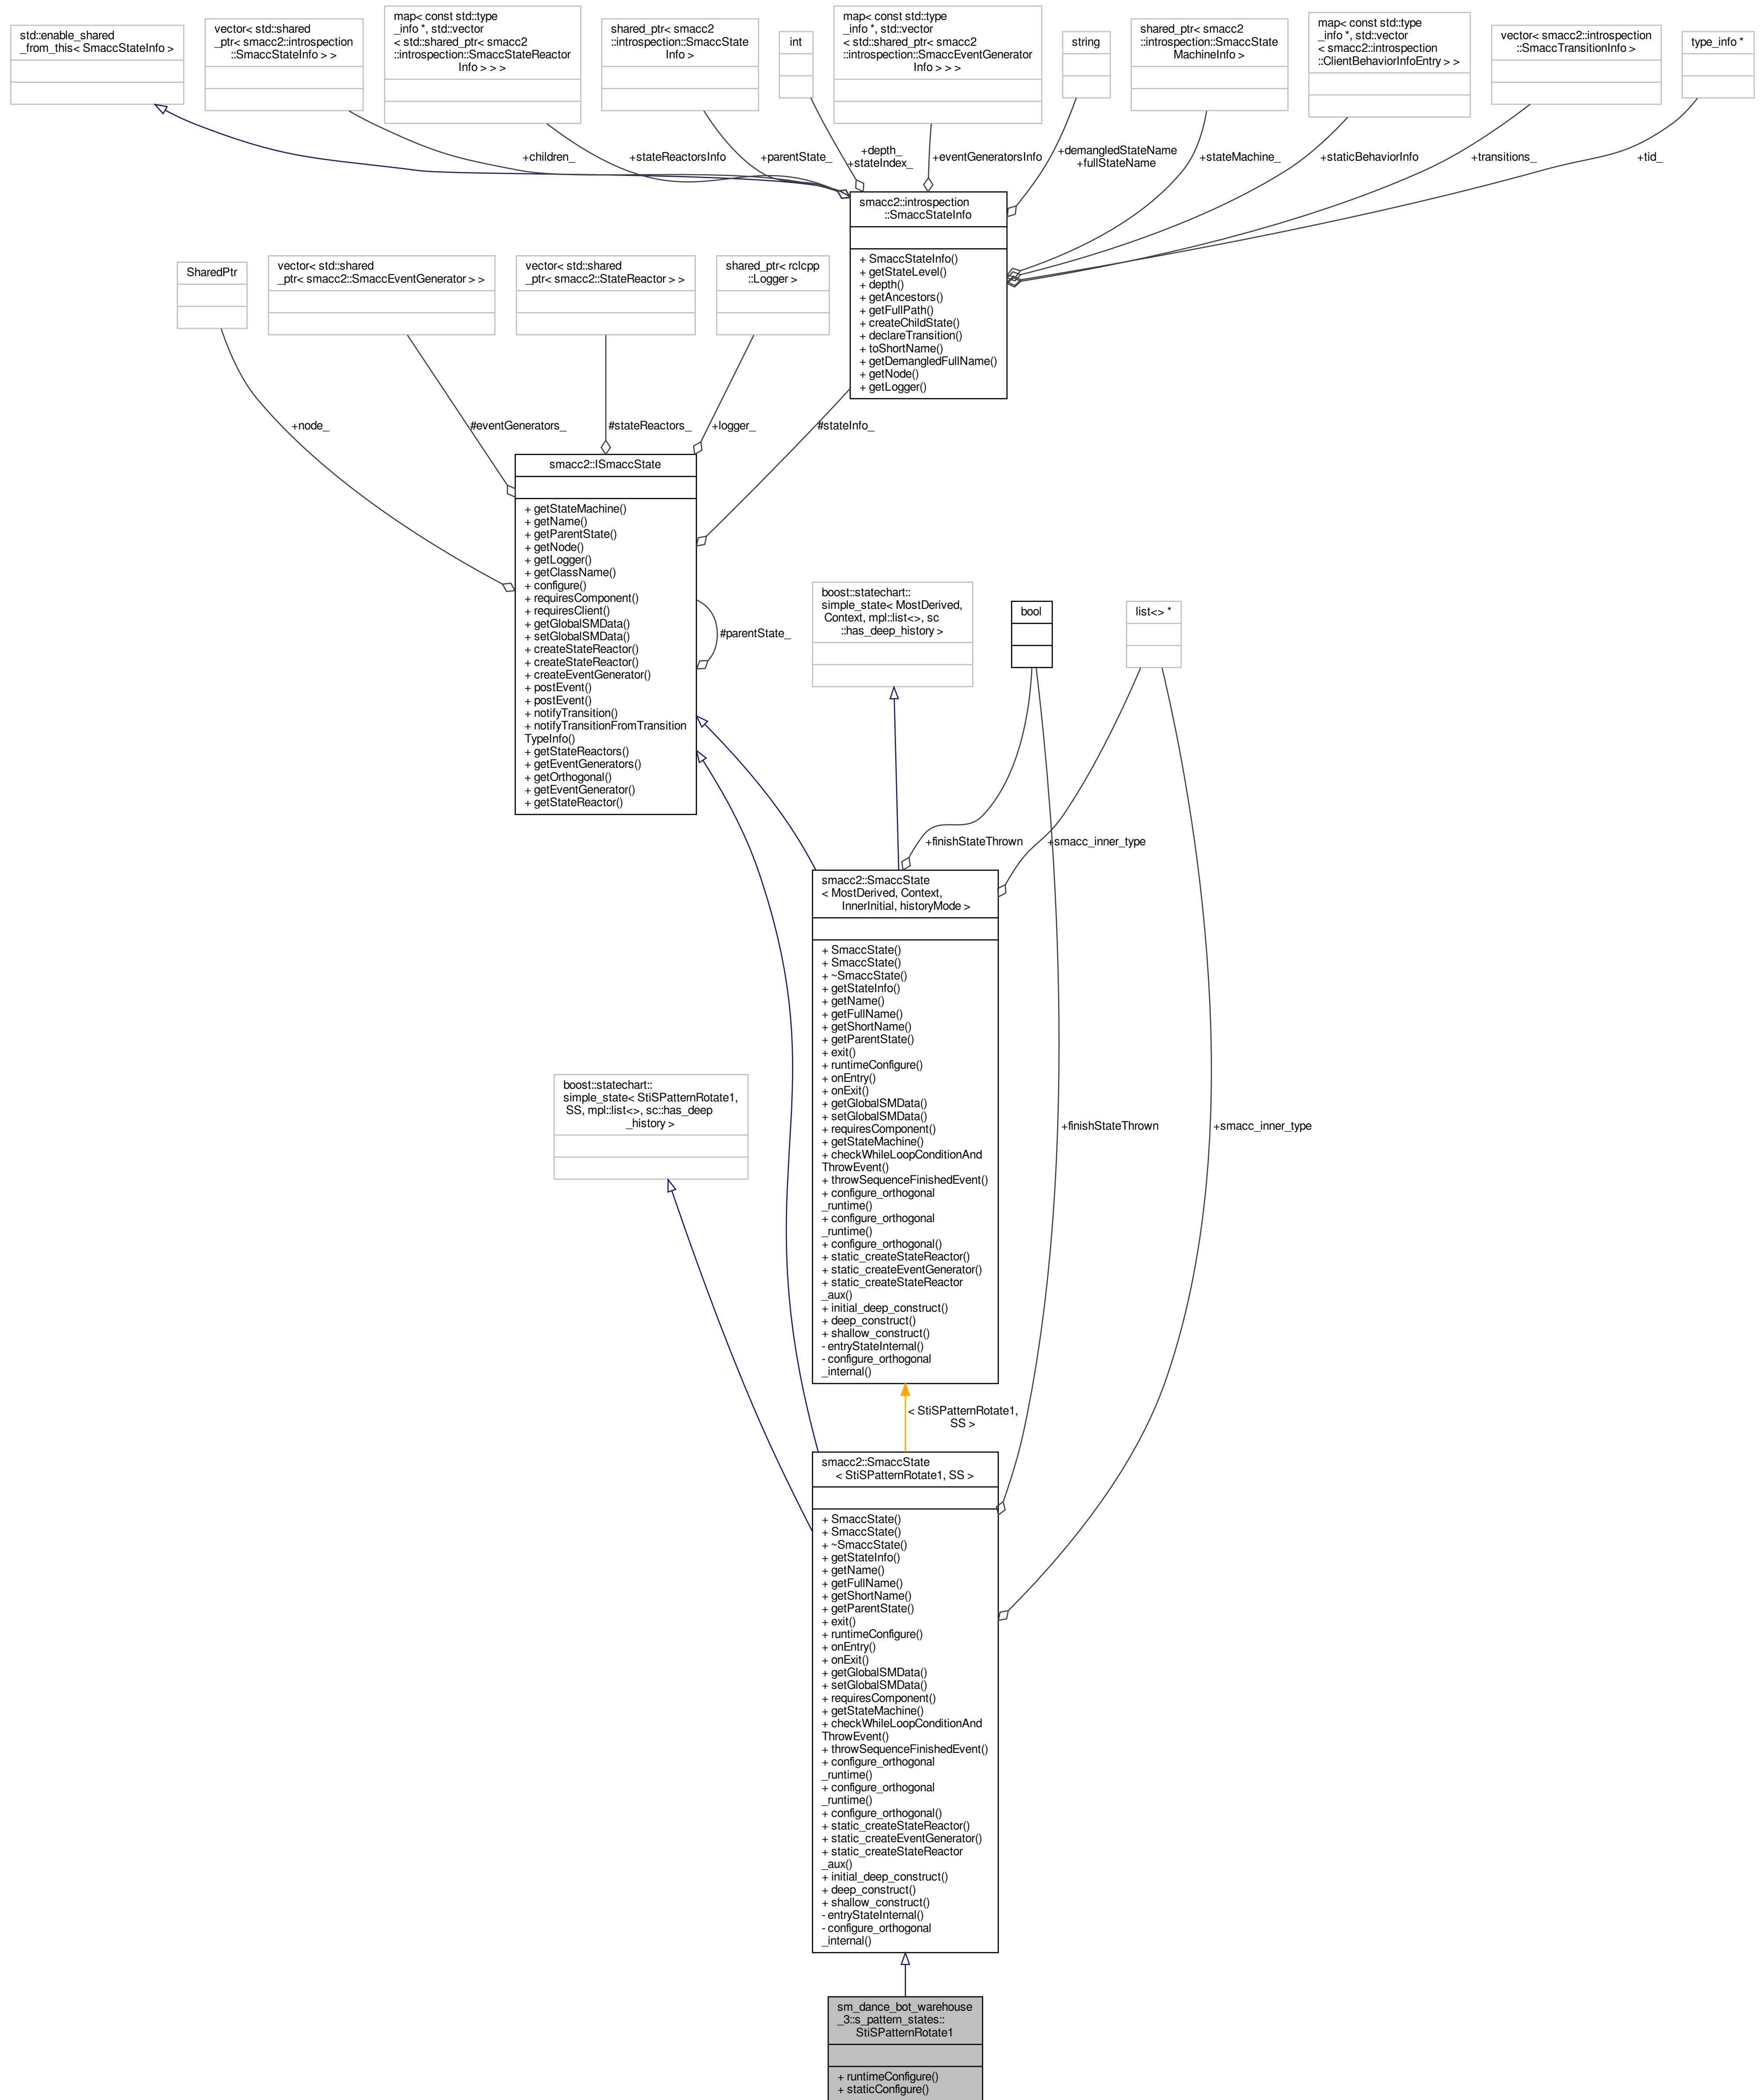 std::enable_shared
_from_this< SmaccStateInfo >
vector< std::shared
_ptr< smacc2::introspection
::SmaccStateInfo > >
map< const std::type
_info *, std::vector
< std::shared_ptr< smacc2
::introspection::SmaccStateReactor
Info > > >
shared_ptr< smacc2
::introspection::SmaccState
Info >
int
map< const std::type
_info *, std::vector
< std::shared_ptr< smacc2
::introspection::SmaccEventGenerator
Info > > >
string
shared_ptr< smacc2
::introspection::SmaccState
MachineInfo >
map< const std::type
_info *, std::vector
< smacc2::introspection
::ClientBehaviorInfoEntry > >
vector< smacc2::introspection
::SmaccTransitionInfo >
type_info *
+children_
+stateReactorsInfo
+parentState_
+depth_
+stateIndex_
+eventGeneratorsInfo
+demangledStateName
+fullStateName
+stateMachine_
+staticBehaviorInfo
+transitions_
+tid_
smacc2::introspection
::SmaccStateInfo
+ SmaccStateInfo()
+ getStateLevel()
+ depth()
+ getAncestors()
+ getFullPath()
+ createChildState()
+ declareTransition()
+ toShortName()
+ getDemangledFullName()
+ getNode()
+ getLogger()
SharedPtr
vector< std::shared
_ptr< smacc2::SmaccEventGenerator > >
vector< std::shared
_ptr< smacc2::StateReactor > >
shared_ptr< rclcpp
::Logger >
+node_
#eventGenerators_
#stateReactors_
+logger_
#stateInfo_
smacc2::ISmaccState
+ getStateMachine()
+ getName()
+ getParentState()
+ getNode()
+ getLogger()
+ getClassName()
+ configure()
+ requiresComponent()
+ requiresClient()
+ getGlobalSMData()
+ setGlobalSMData()
+ createStateReactor()
+ createStateReactor()
+ createEventGenerator()
+ postEvent()
+ postEvent()
+ notifyTransition()
+ notifyTransitionFromTransition
TypeInfo()
+ getStateReactors()
+ getEventGenerators()
+ getOrthogonal()
+ getEventGenerator()
+ getStateReactor()
#parentState_
boost::statechart::
simple_state< MostDerived,
Context, mpl::list<>, sc
::has_deep_history >
bool
list<> *
+finishStateThrown
+smacc_inner_type
smacc2::SmaccState
< MostDerived, Context,
InnerInitial, historyMode >
+ SmaccState()
+ SmaccState()
+ ~SmaccState()
+ getStateInfo()
+ getName()
+ getFullName()
+ getShortName()
+ getParentState()
+ exit()
+ runtimeConfigure()
+ onEntry()
+ onExit()
+ getGlobalSMData()
+ setGlobalSMData()
+ requiresComponent()
+ getStateMachine()
+ checkWhileLoopConditionAnd
ThrowEvent()
+ throwSequenceFinishedEvent()
+ configure_orthogonal
_runtime()
+ configure_orthogonal
_runtime()
+ configure_orthogonal()
+ static_createStateReactor()
+ static_createEventGenerator()
+ static_createStateReactor
_aux()
+ initial_deep_construct()
+ deep_construct()
+ shallow_construct()
- entryStateInternal()
- configure_orthogonal
_internal()
boost::statechart::
simple_state< StiSPatternRotate1,
SS, mpl::list<>, sc::has_deep
_history >
+finishStateThrown
+smacc_inner_type
< StiSPatternRotate1,
SS >
smacc2::SmaccState
< StiSPatternRotate1, SS >
+ SmaccState()
+ SmaccState()
+ ~SmaccState()
+ getStateInfo()
+ getName()
+ getFullName()
+ getShortName()
+ getParentState()
+ exit()
+ runtimeConfigure()
+ onEntry()
+ onExit()
+ getGlobalSMData()
+ setGlobalSMData()
+ requiresComponent()
+ getStateMachine()
+ checkWhileLoopConditionAnd
ThrowEvent()
+ throwSequenceFinishedEvent()
+ configure_orthogonal
_runtime()
+ configure_orthogonal
_runtime()
+ configure_orthogonal()
+ static_createStateReactor()
+ static_createEventGenerator()
+ static_createStateReactor
_aux()
+ initial_deep_construct()
+ deep_construct()
+ shallow_construct()
- entryStateInternal()
- configure_orthogonal
_internal()
sm_dance_bot_warehouse
_3::s_pattern_states::
StiSPatternRotate1
+ runtimeConfigure()
+ staticConfigure()